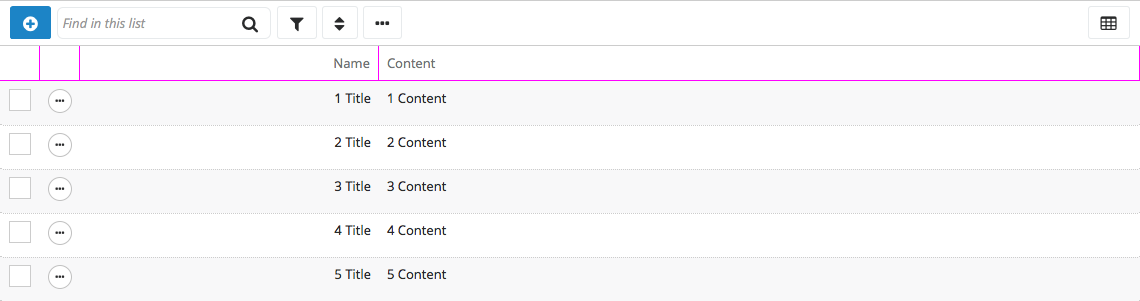 Find in this list
Name Content
1 Title 1 Content
2 Title 2 Content
3 Title 3 Content
4 Title 4 Content
5 Title 5 Content